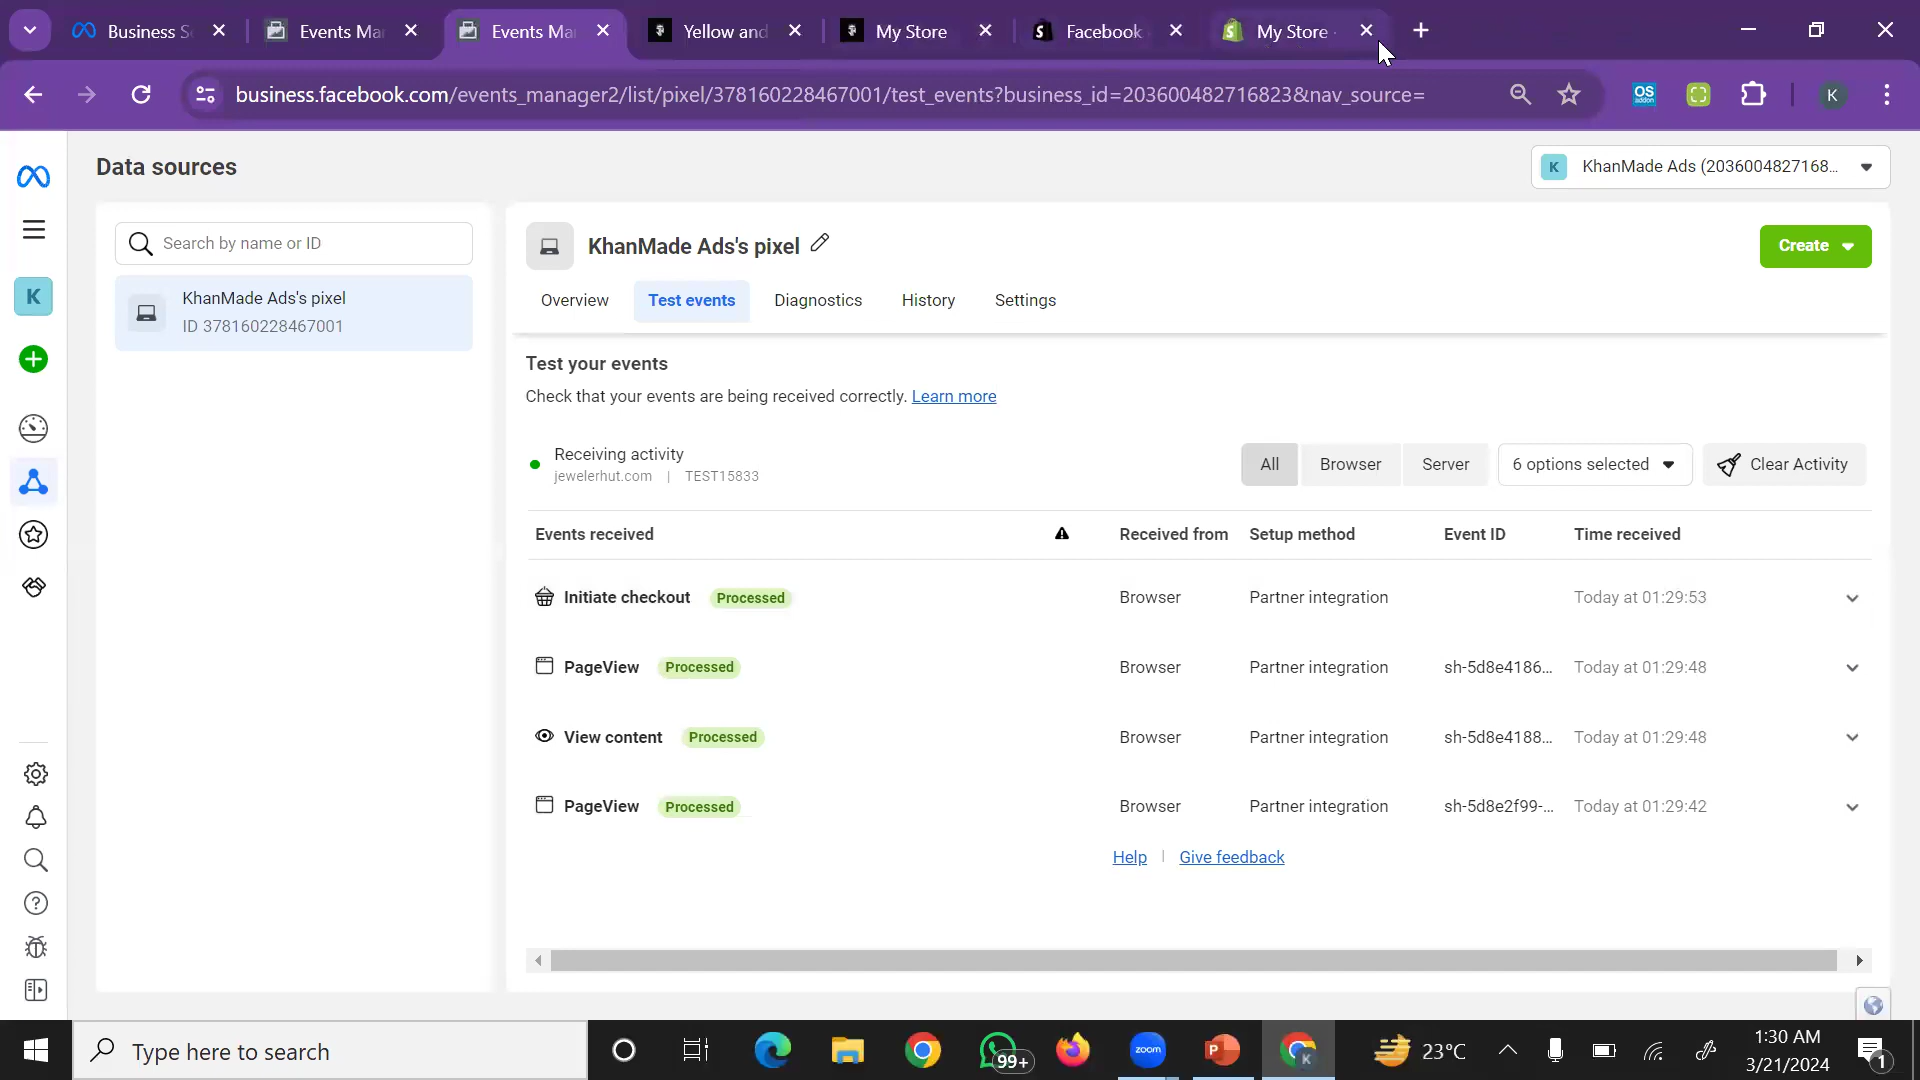 Business S
Events Ma
Events Ma
Yellow and
My Store
Facebook
My Store
business.facebook.com/events_manager2/list/pixel/378160228467001/test_events?business_id=203600482716823&nav_source=
OS
addon
K
Data sources
K
KhanMade Ads (2036004827168...
Search by name or ID
KhanMade Ads's pixel
ID 378160228467001
K
KhanMade Ads's pixel
Create
Overview
Test events
Diagnostics
History
Settings
Test your events
Check that your events are being received correctly. Learn more
Receiving activity
jewelerhut.com | TEST15833
All
Browser
Server
6 options selected
Clear Activity
Events received
Received from
Setup method
Event ID
Time received
Initiate checkout Processed Browser Partner integration Today at 01:29:53
PageView Processed Browser Partner integration sh-5d8e4186... Today at 01:29:48
View content Processed Browser Partner integration sh-5d8e4188... Today at 01:29:48
PageView Processed Browser Partner integration sh-5d8e2f99-... Today at 01:29:42
Help | Give feedback
Type here to search
99+
zoom
P
K
23°C
1:30 AM
3/21/2024
1